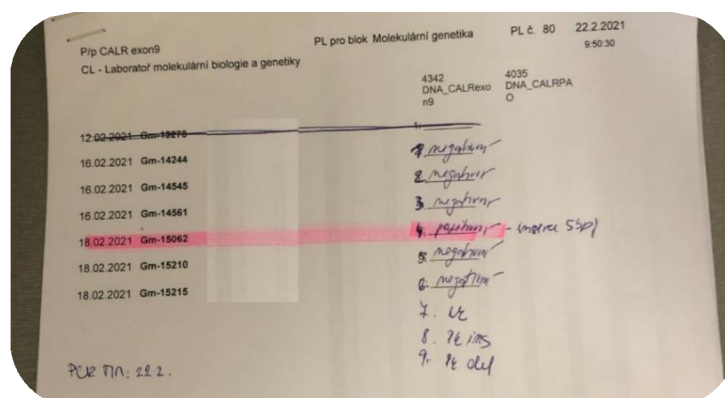 P/p CALR exon9 PL pro blok Molekulární genetika PL č. 80 22.2.2021
9:50:30
CL - Laboratoř molekulární biologie a genetiky
4342 4035
DNA_CALRexo DNA_CALRPA
n9 O
12.02.2021 Gm-13278 1.
16.02.2021 Gm-14244 1. negativní
16.02.2021 Gm-14545 2. negativní
16.02.2021 Gm-14561 3. negativní
18.02.2021 Gm-15062 4. pozitivní - inzerce 5bp
18.02.2021 Gm-15210 5. negativní
18.02.2021 Gm-15215 6. negativní
7.
8. ins
9. del
PCR 22.2.